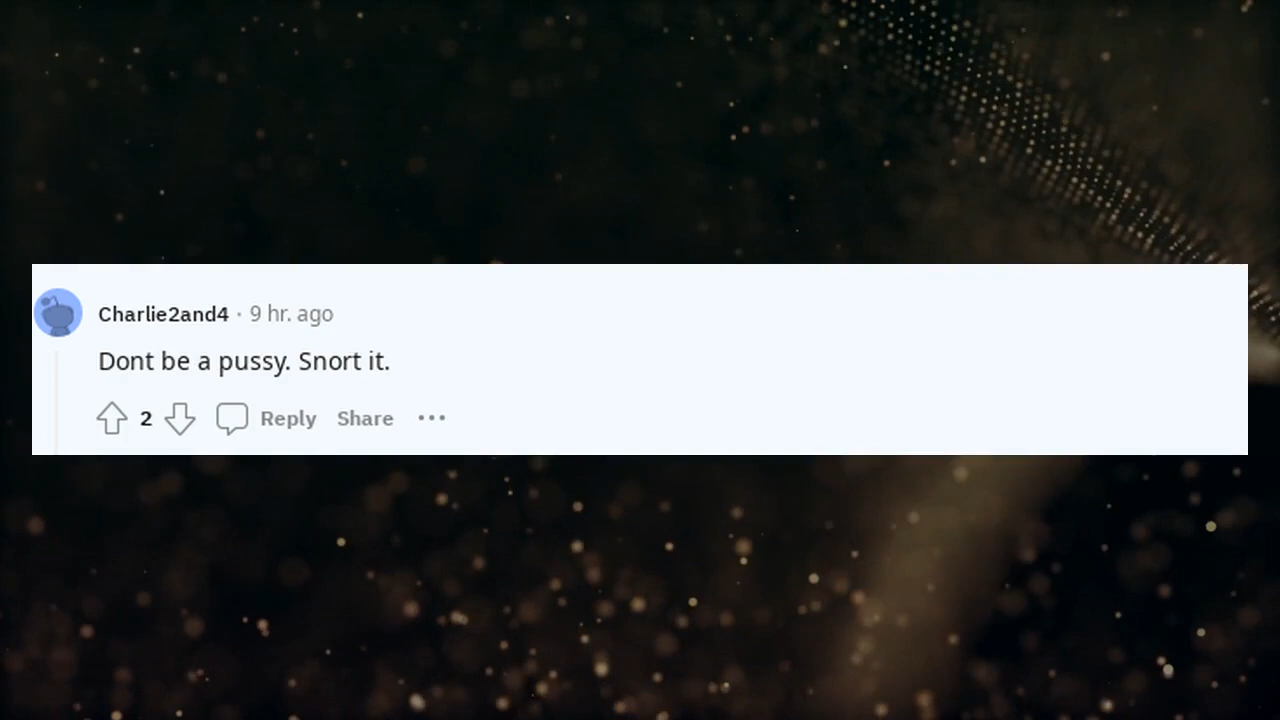 Charlie2and4 · 9 hr. ago
Dont be a pussy. Snort it.
2 Reply Share ···